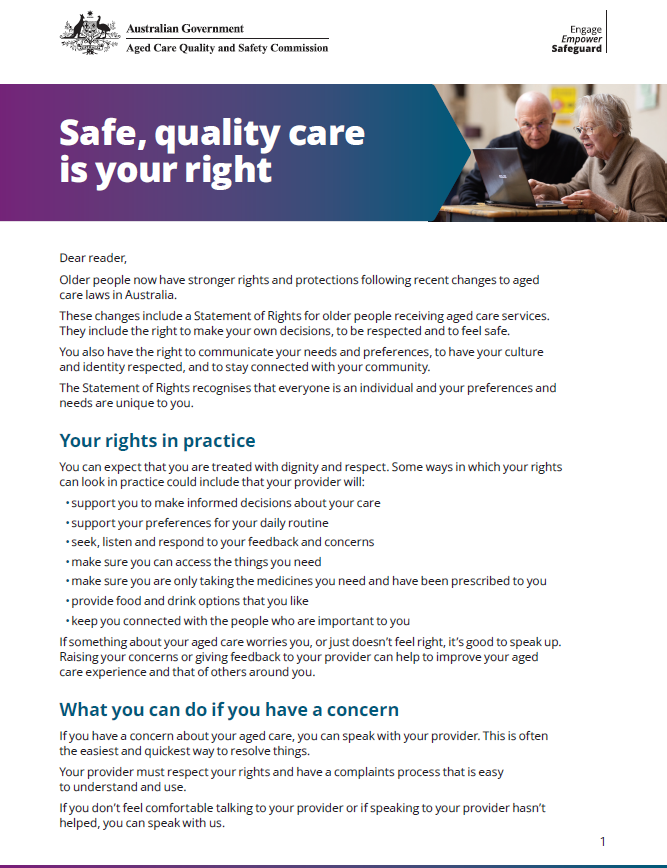 Australian Government
Aged Care Quality and Safety Commission
Engage
Empower
Safeguard
Safe, quality care
is your right
Dear reader,
Older people now have stronger rights and protections following recent changes to aged
care laws in Australia.
These changes include a Statement of Rights for older people receiving aged care services.
They include the right to make your own decisions, to be respected and to feel safe.
You also have the right to communicate your needs and preferences, to have your culture
and identity respected, and to stay connected with your community.
The Statement of Rights recognises that everyone is an individual and your preferences and
needs are unique to you.
Your rights in practice
You can expect that you are treated with dignity and respect. Some ways in which your rights
can look in practice could include that your provider will:
• support you to make informed decisions about your care
• support your preferences for your daily routine
• seek, listen and respond to your feedback and concerns
• make sure you can access the things you need
• make sure you are only taking the medicines you need and have been prescribed to you
• provide food and drink options that you like
• keep you connected with the people who are important to you
If something about your aged care worries you, or just doesn’t feel right, it’s good to speak up.
Raising your concerns or giving feedback to your provider can help to improve your aged
care experience and that of others around you.
What you can do if you have a concern
If you have a concern about your aged care, you can speak with your provider. This is often
the easiest and quickest way to resolve things.
Your provider must respect your rights and have a complaints process that is easy
to understand and use.
If you don’t feel comfortable talking to your provider or if speaking to your provider hasn’t
helped, you can speak with us.
1